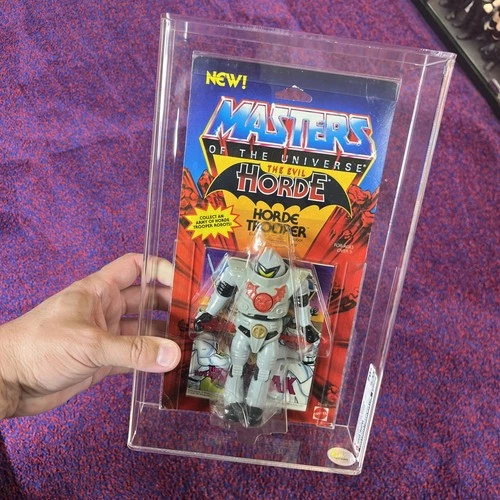 NEW!
MASTERS
OF THE UNIVERSE
THE EVIL
HORDE
HORDE
TROOPER
COLLECT AN
ARMY OF HORDE
TROOPER ROBOTS!